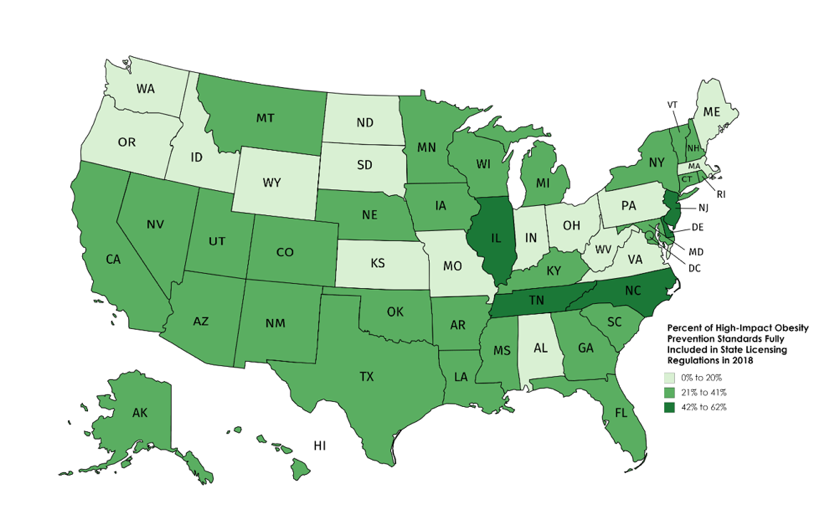 WA
MT
ND
MN
OR
ID
SD
WY
WI
MI
VT
ME
NH
NY
MA
CT
RI
NV
UT
CO
NE
IA
IL
IN
OH
PA
NJ
DE
MD
DC
CA
KS
MO
KY
WV
VA
AZ
NM
OK
AR
TN
NC
SC
TX
LA
MS
AL
GA
FL
AK
HI
Percent of High-Impact Obesity
Prevention Standards Fully
Included in State Licensing
Regulations in 2018
0% to 20%
21% to 41%
42% to 62%